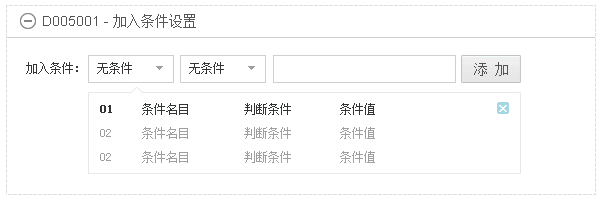 D005001 - 加入条件设置
加入条件: 无条件 无条件 添 加
01 条件名目 判断条件 条件值
02 条件名目 判断条件 条件值
02 条件名目 判断条件 条件值